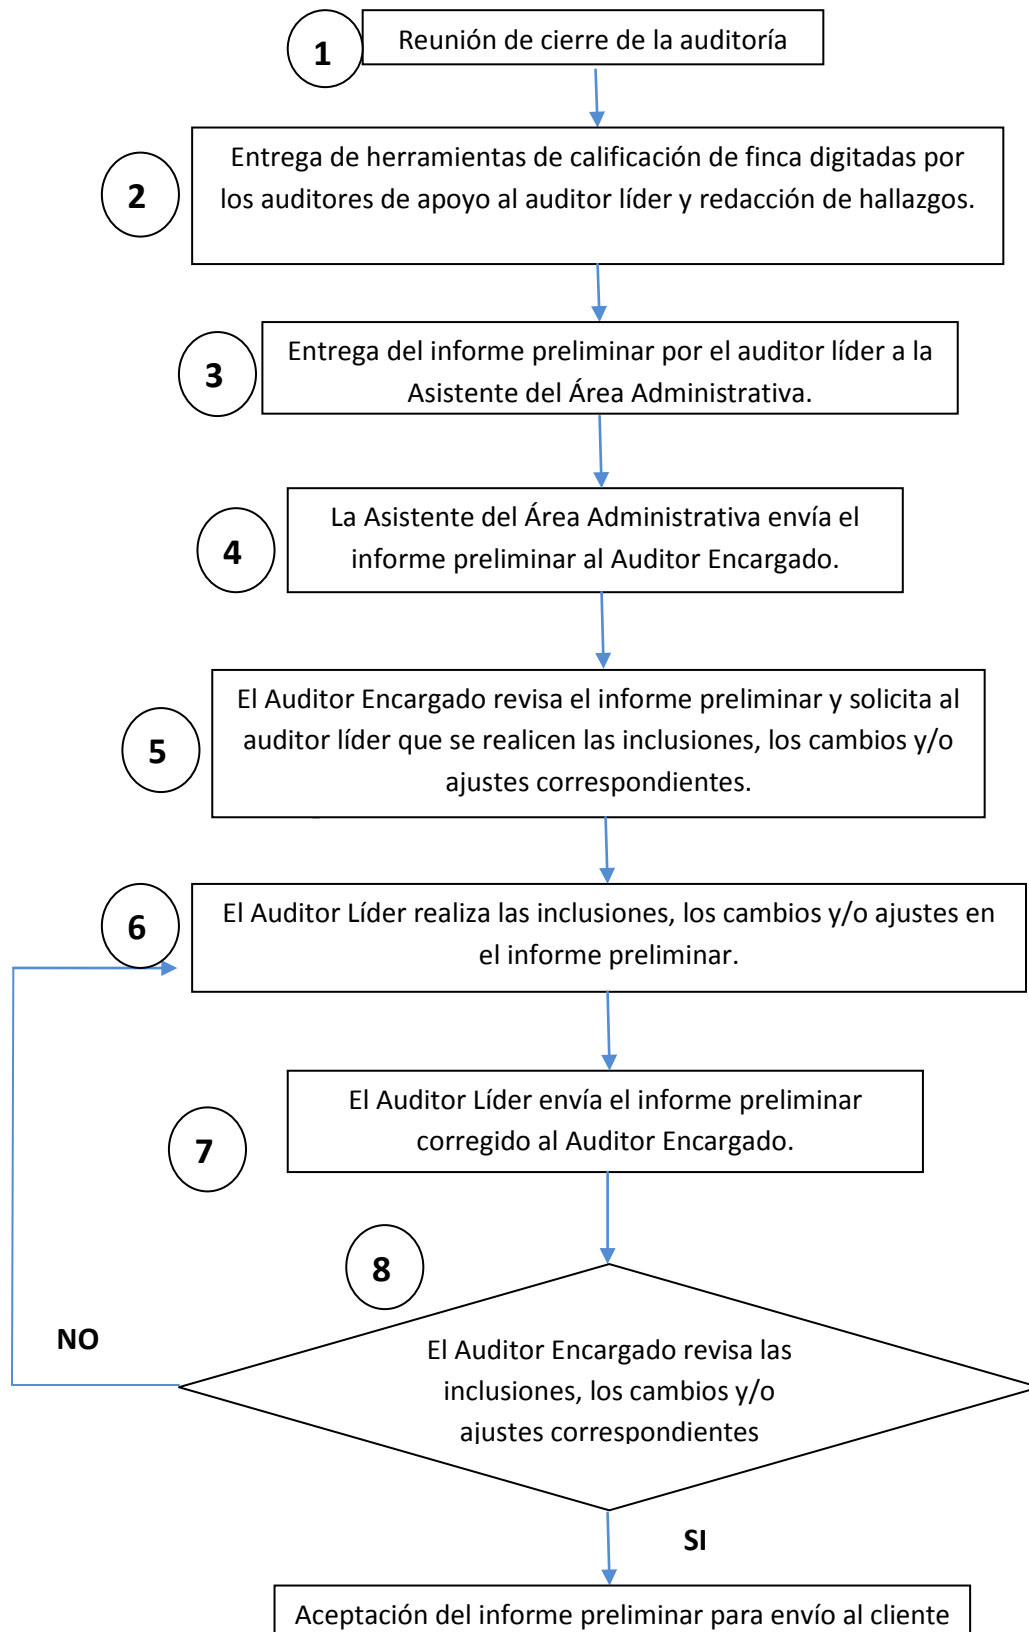 1
Reunión de cierre de la auditoría
2
Entrega de herramientas de calificación de finca digitadas por
los auditores de apoyo al auditor líder y redacción de hallazgos.
3
Entrega del informe preliminar por el auditor líder a la
Asistente del Área Administrativa.
4
La Asistente del Área Administrativa envía el
informe preliminar al Auditor Encargado.
5
El Auditor Encargado revisa el informe preliminar y solicita al
auditor líder que se realicen las inclusiones, los cambios y/o
ajustes correspondientes.
6
El Auditor Líder realiza las inclusiones, los cambios y/o ajustes en
el informe preliminar.
7
El Auditor Líder envía el informe preliminar
corregido al Auditor Encargado.
8
NO
El Auditor Encargado revisa las
inclusiones, los cambios y/o
ajustes correspondientes
SI
Aceptación del informe preliminar para envío al cliente